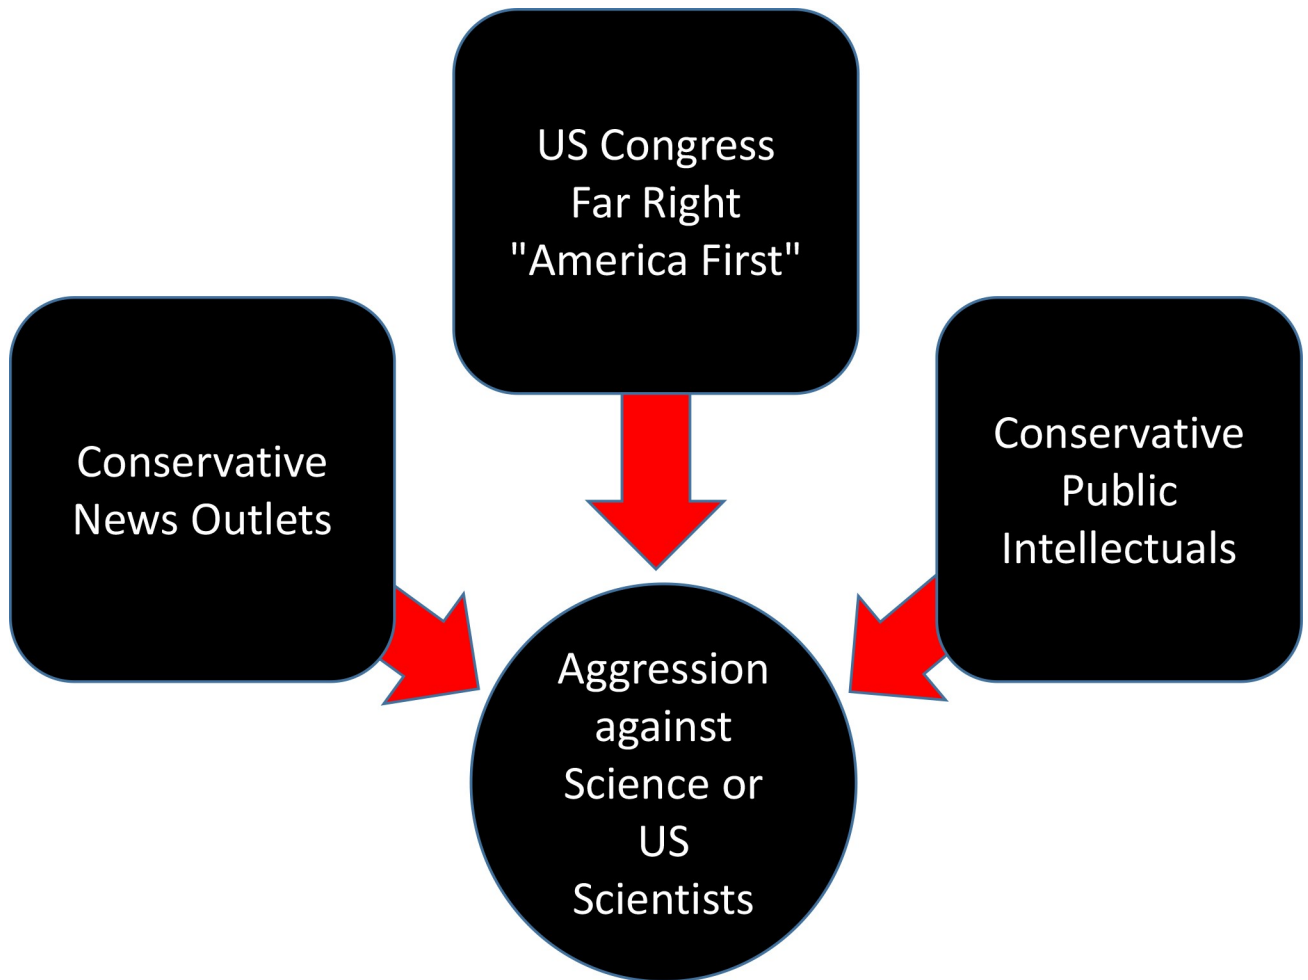 US Congress
Far Right
"America First"
Conservative
News Outlets
Conservative
Public
Intellectuals
Aggression
against
Science or
US
Scientists